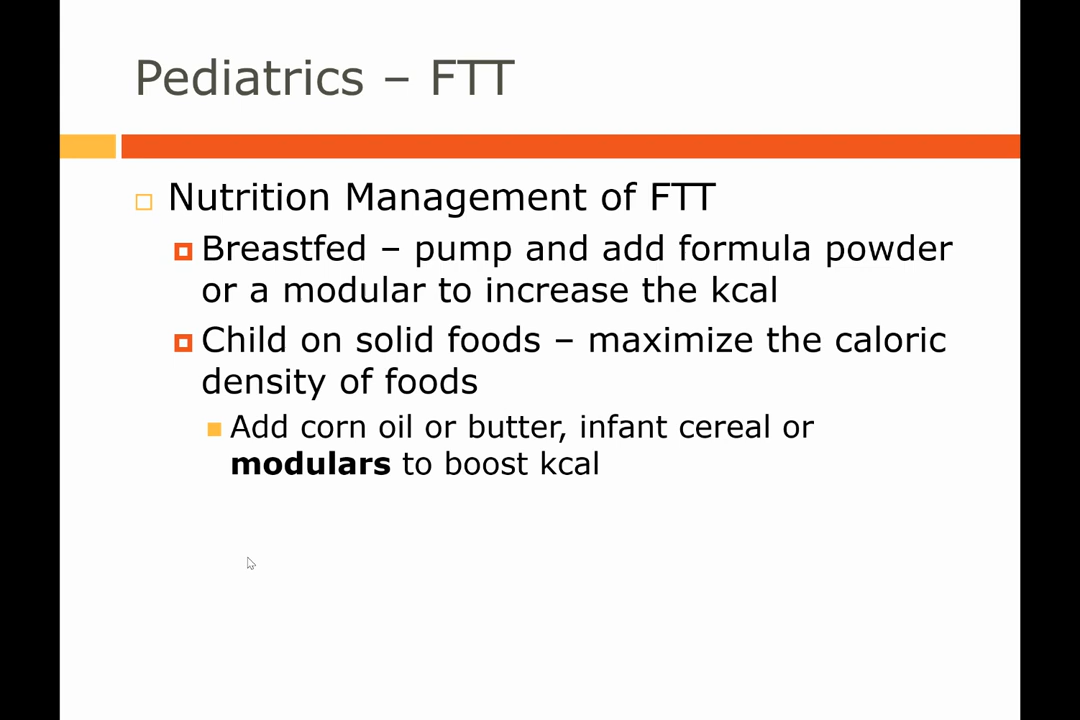 Pediatrics – FTT
Nutrition Management of FTT
Breastfed – pump and add formula powder
or a modular to increase the kcal
Child on solid foods – maximize the caloric
density of foods
Add corn oil or butter, infant cereal or
modulars to boost kcal